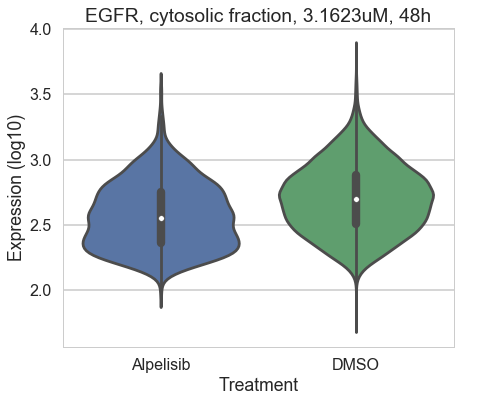 EGFR, cytosolic fraction, 3.1623uM, 48h
Expression (log10)
4.0
3.5
3.0
2.5
2.0
Alpelisib DMSO
Treatment